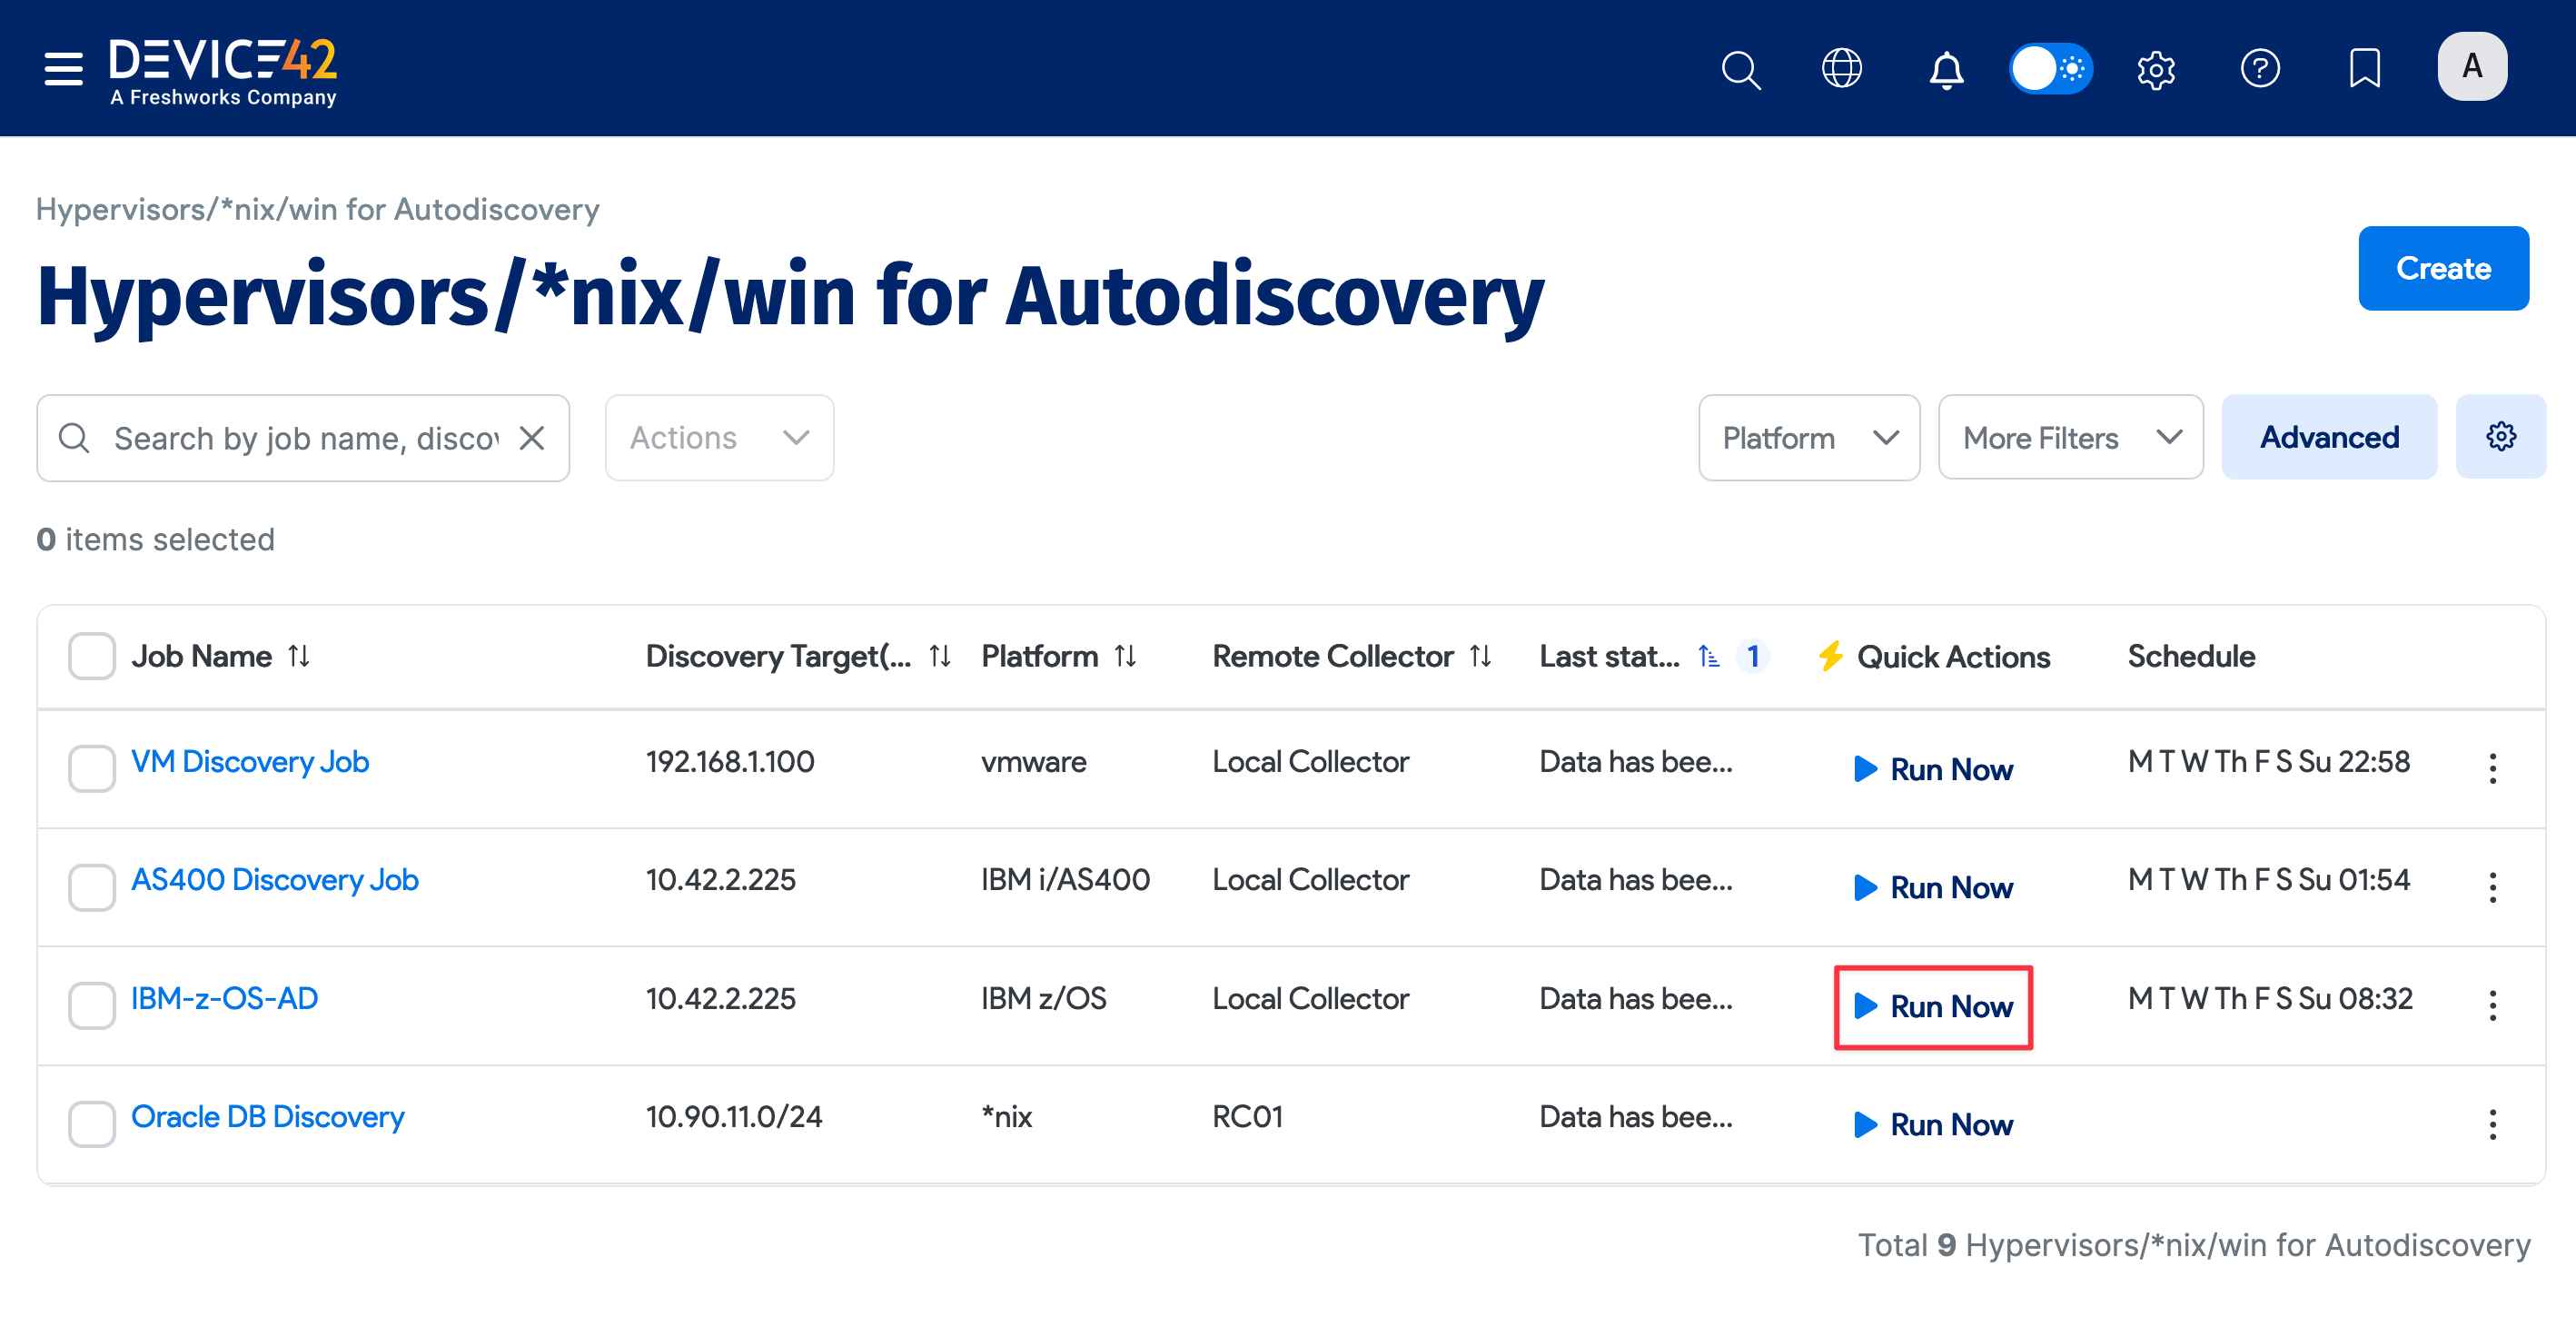 DEVICE42
A Freshworks Company
A
Hypervisors/*nix/win for Autodiscovery
Hypervisors/*nix/win for Autodiscovery
Create
Search by job name, discov
Actions
Platform
More Filters
Advanced
0 items selected
Job Name Discovery Target(... Platform Remote Collector Last stat... 1 Quick Actions Schedule
VM Discovery Job 192.168.1.100 vmware Local Collector Data has bee... Run Now M T W Th F S Su 22:58
AS400 Discovery Job 10.42.2.225 IBM i/AS400 Local Collector Data has bee... Run Now M T W Th F S Su 01:54
IBM-z-OS-AD 10.42.2.225 IBM z/OS Local Collector Data has bee... Run Now M T W Th F S Su 08:32
Oracle DB Discovery 10.90.11.0/24 *nix RC01 Data has bee... Run Now
Total 9 Hypervisors/*nix/win for Autodiscovery